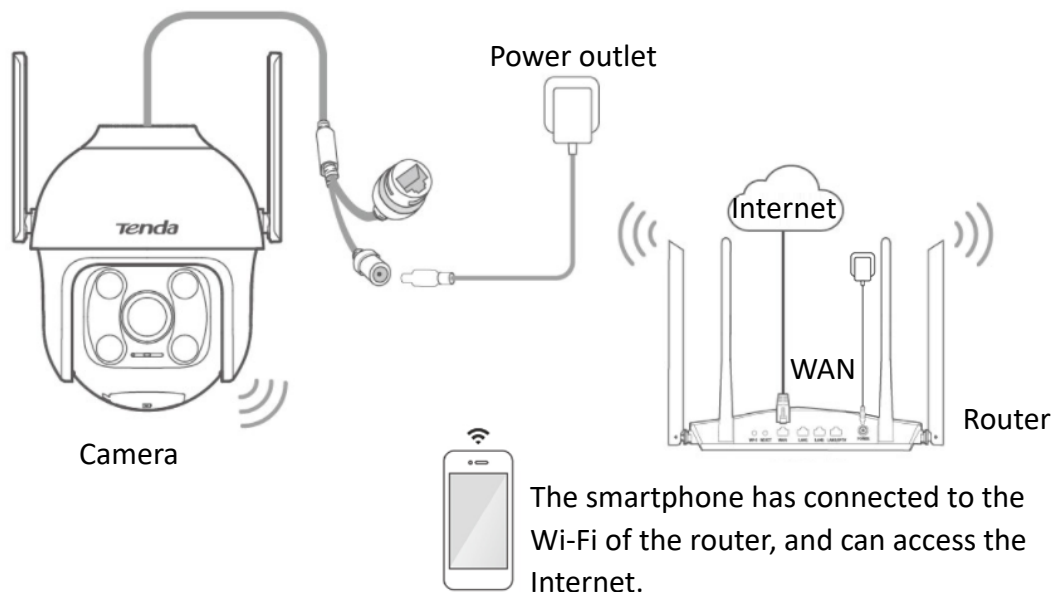 Power outlet
Tenda
Internet
WAN
Router
Camera
The smartphone has connected to the
Wi-Fi of the router, and can access the
Internet.